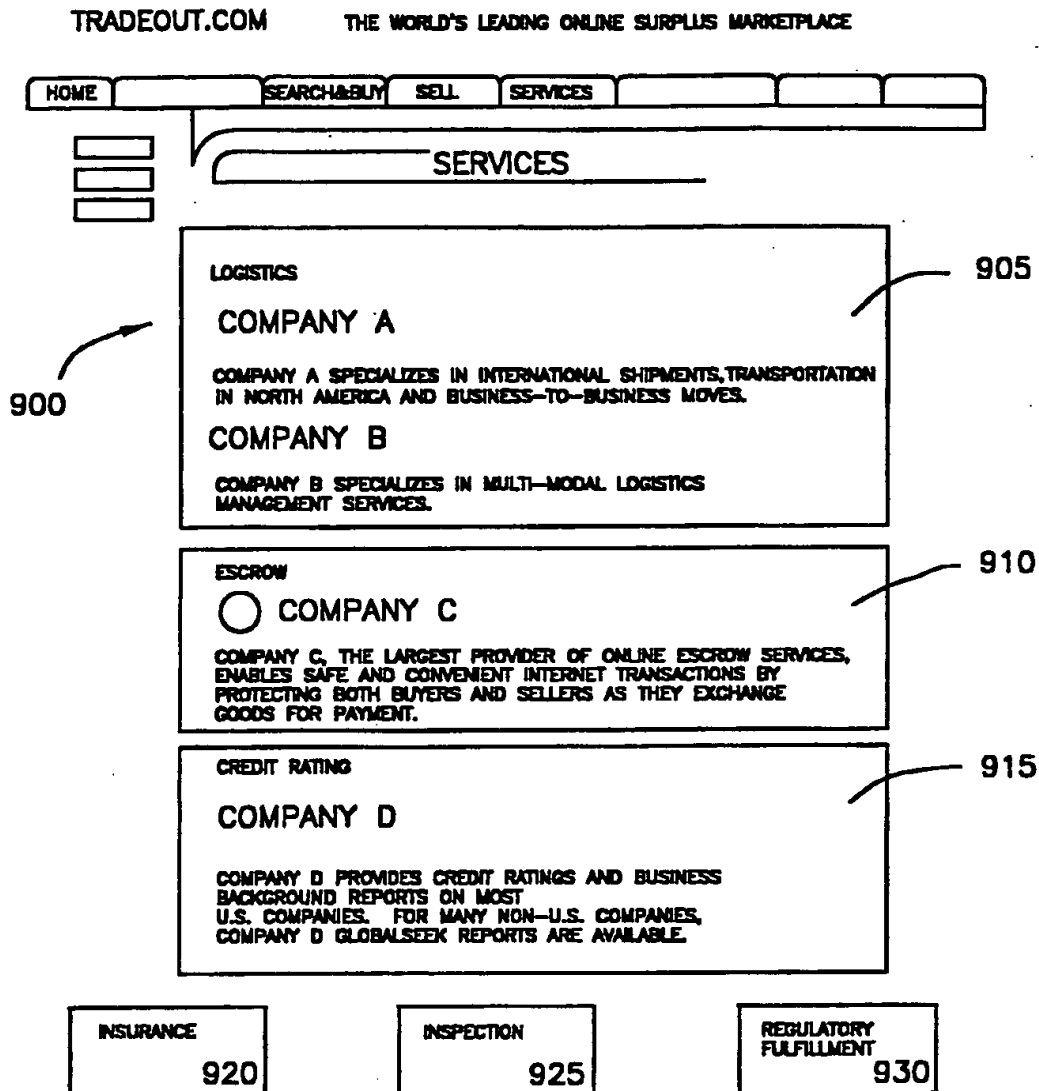 TRADEOUT.COM THE WORLD'S LEADING ONLINE SURPLUS MARKETPLACE
HOME SEARCH&BUY SELL SERVICES
SERVICES
LOGISTICS
905
COMPANY A
COMPANY A SPECIALIZES IN INTERNATIONAL SHIPMENTS,TRANSPORTATION
IN NORTH AMERICA AND BUSINESS-TO-BUSINESS MOVES.
900
COMPANY B
COMPANY B SPECIALIZES IN MULTI-MODAL LOGISTICS
MANAGEMENT SERVICES.
ESCROW
910
COMPANY C
COMPANY C, THE LARGEST PROVIDER OF ONLINE ESCROW SERVICES,
ENABLES SAFE AND CONVENIENT INTERNET TRANSACTIONS BY
PROTECTING BOTH BUYERS AND SELLERS AS THEY EXCHANGE
GOODS FOR PAYMENT.
CREDIT RATING
915
COMPANY D
COMPANY D PROVIDES CREDIT RATINGS AND BUSINESS
BACKGROUND REPORTS ON MOST
U.S. COMPANIES. FOR MANY NON-U.S. COMPANIES,
COMPANY D GLOBALSEEK REPORTS ARE AVAILABLE.
INSURANCE
920
INSPECTION
925
REGULATORY
FULFILLMENT
930